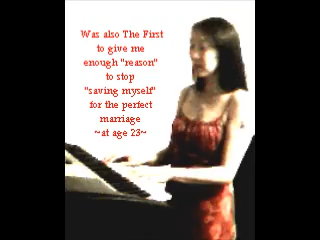 Was also The First
to give me
enough "reason"
to stop
"saving myself"
for the perfect
marriage
~at age 23~